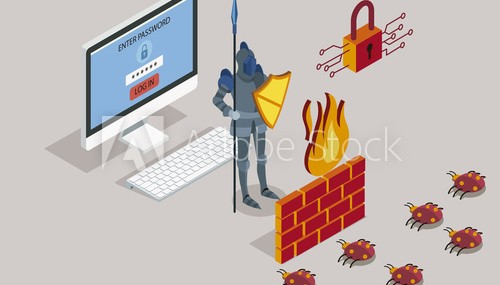 ENTER PASSWORD
******
LOG IN
Adobe Stock